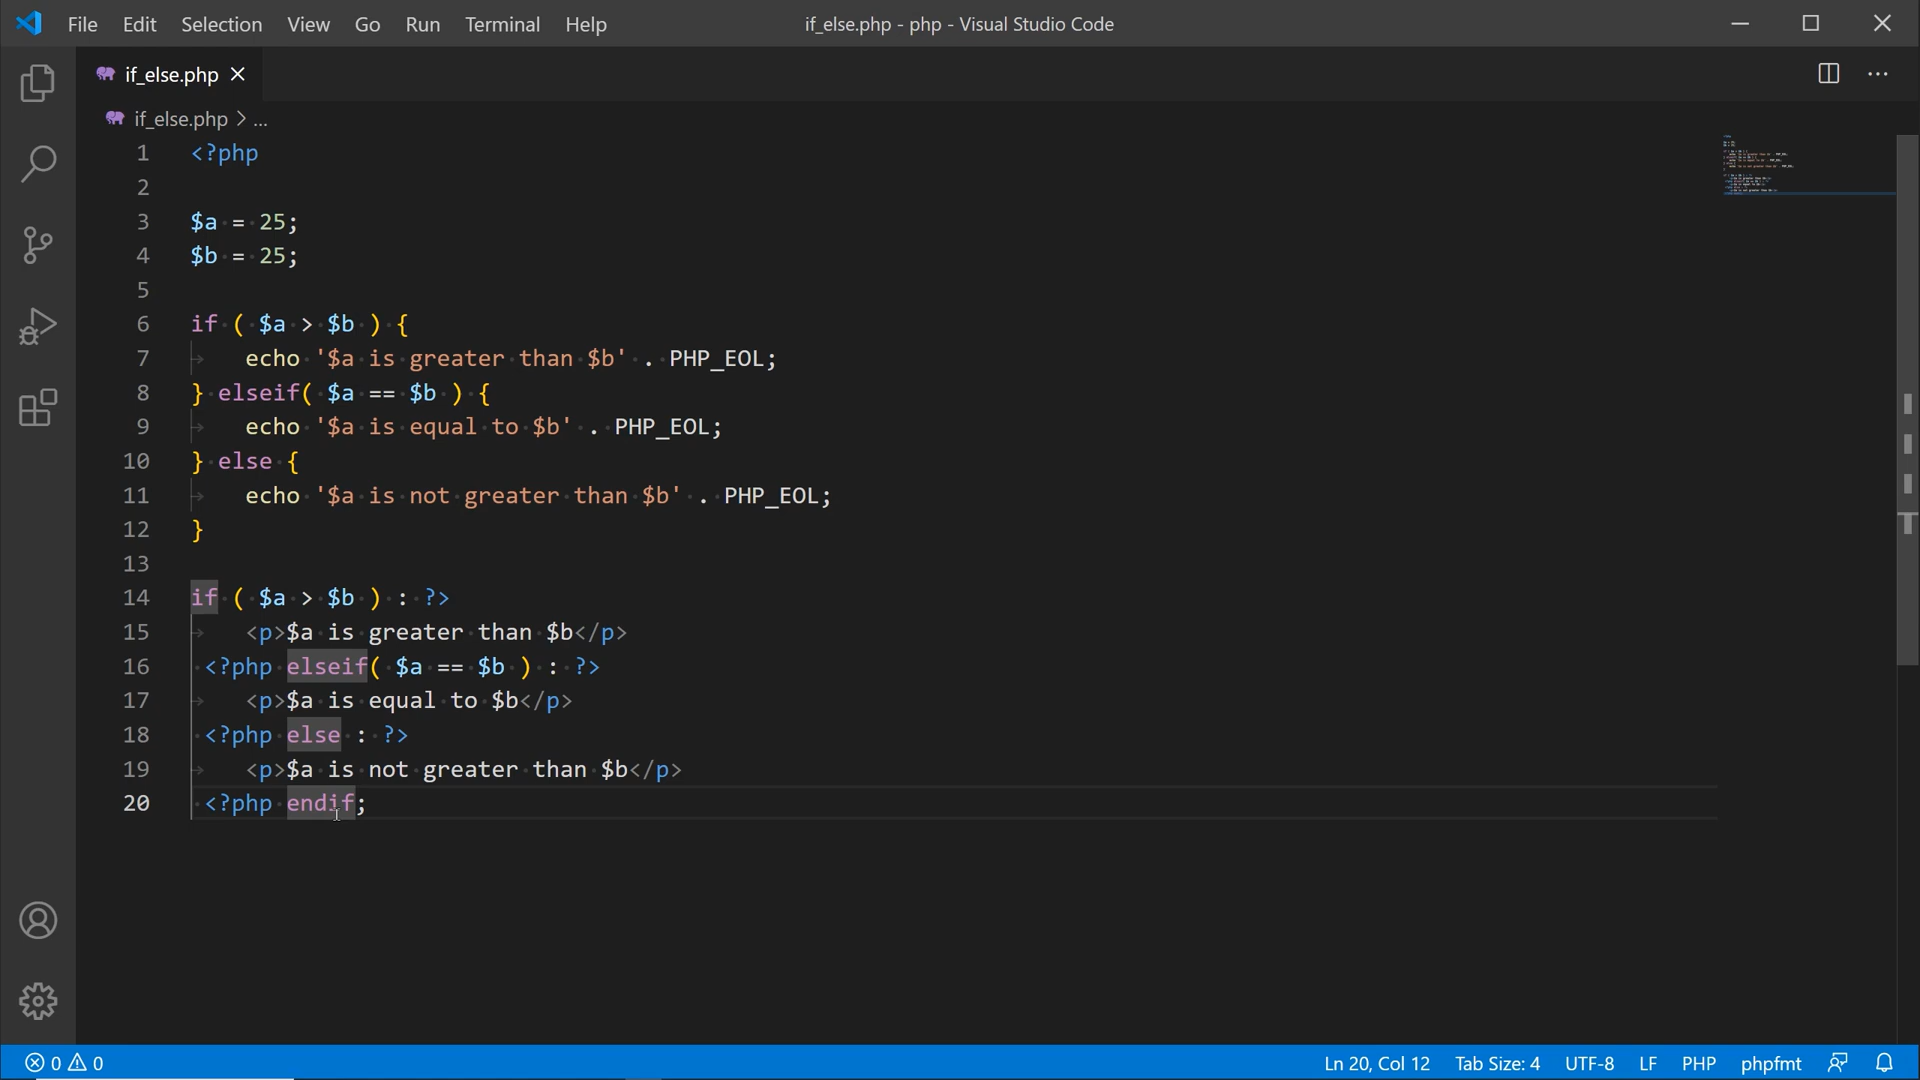 File Edit Selection View Go Run Terminal Help if_else.php - php - Visual Studio Code
if_else.php
if_else.php > ...
1 <?php
2
3 $a = 25;
4 $b = 25;
5
6 if ( $a > $b ) {
7 echo '$a is greater than $b' . PHP_EOL;
8 } elseif( $a == $b ) {
9 echo '$a is equal to $b' . PHP_EOL;
10 } else {
11 echo '$a is not greater than $b' . PHP_EOL;
12 }
13
14 if ( $a > $b ) : ?>
15 <p>$a is greater than $b</p>
16 <?php elseif( $a == $b ) : ?>
17 <p>$a is equal to $b</p>
18 <?php else : ?>
19 <p>$a is not greater than $b</p>
20 <?php endif;
0 0 Ln 20, Col 12 Tab Size: 4 UTF-8 LF PHP phpfmt